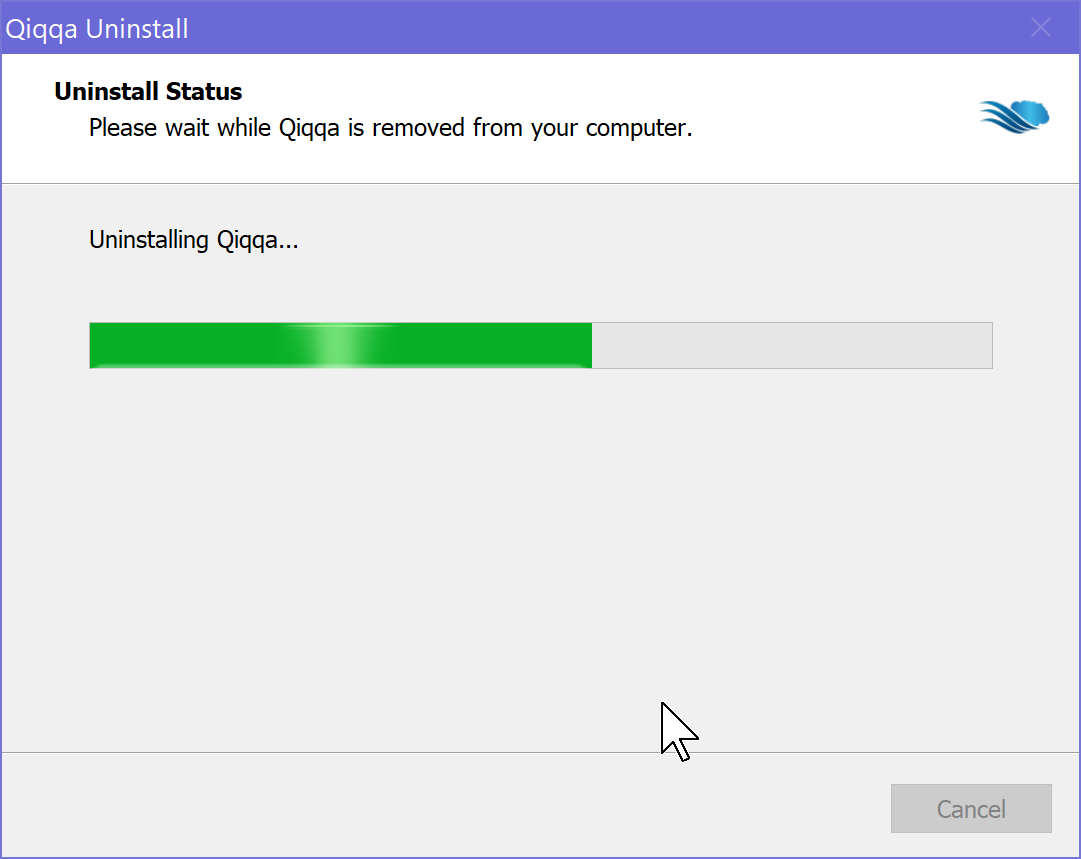 Qiqqa Uninstall
Uninstall Status
Please wait while Qiqqa is removed from your computer.
Uninstalling Qiqqa...
Cancel